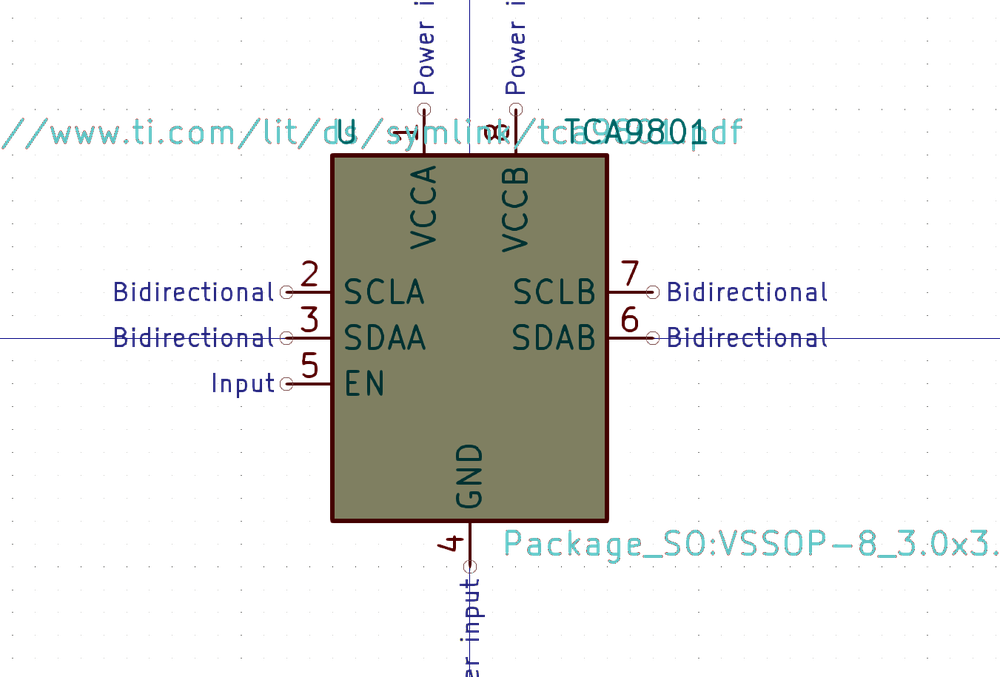 Power i
Power i
//www.ti.com/lit/ds/symlink/tca9801.pdf
U
1
8
TCA9801
VCCA
VCCB
Bidirectional
2
SCLA
SCLB
7
Bidirectional
Bidirectional
3
SDAA
SDAB
6
Bidirectional
Input
5
EN
GND
4
Package_SO:VSSOP-8_3.0x3.
er input